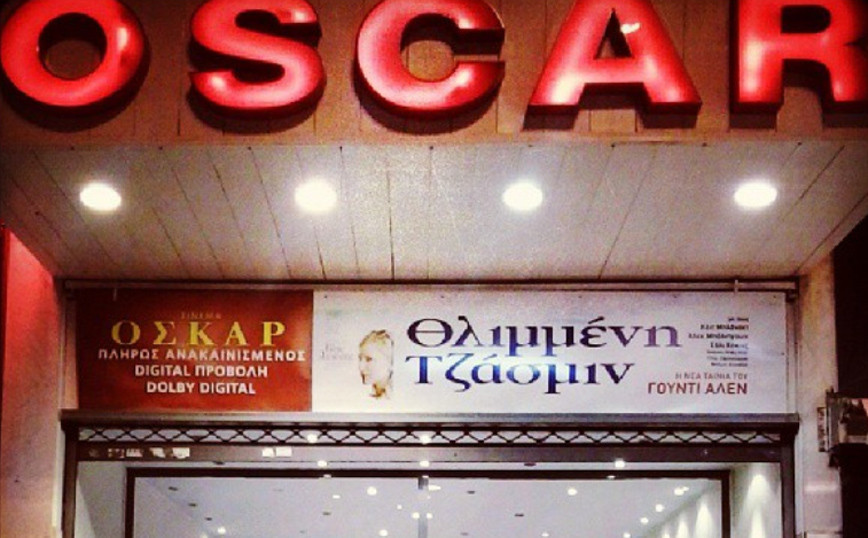 OSCAR
ΣΙΝΕΜΑ
ΟΣΚΑΡ
ΠΛΗΡΩΣ ΑΝΑΚΑΙΝΙΣΜΕΝΟΣ
DIGITAL ΠΡΟΒΟΛΗ
DOLBY DIGITAL
Θλιμμένη
Τζάσμιν
Η ΝΕΑ ΤΑΙΝΙΑ ΤΟΥ
ΓΟΥΝΤΙ ΑΛΕΝ